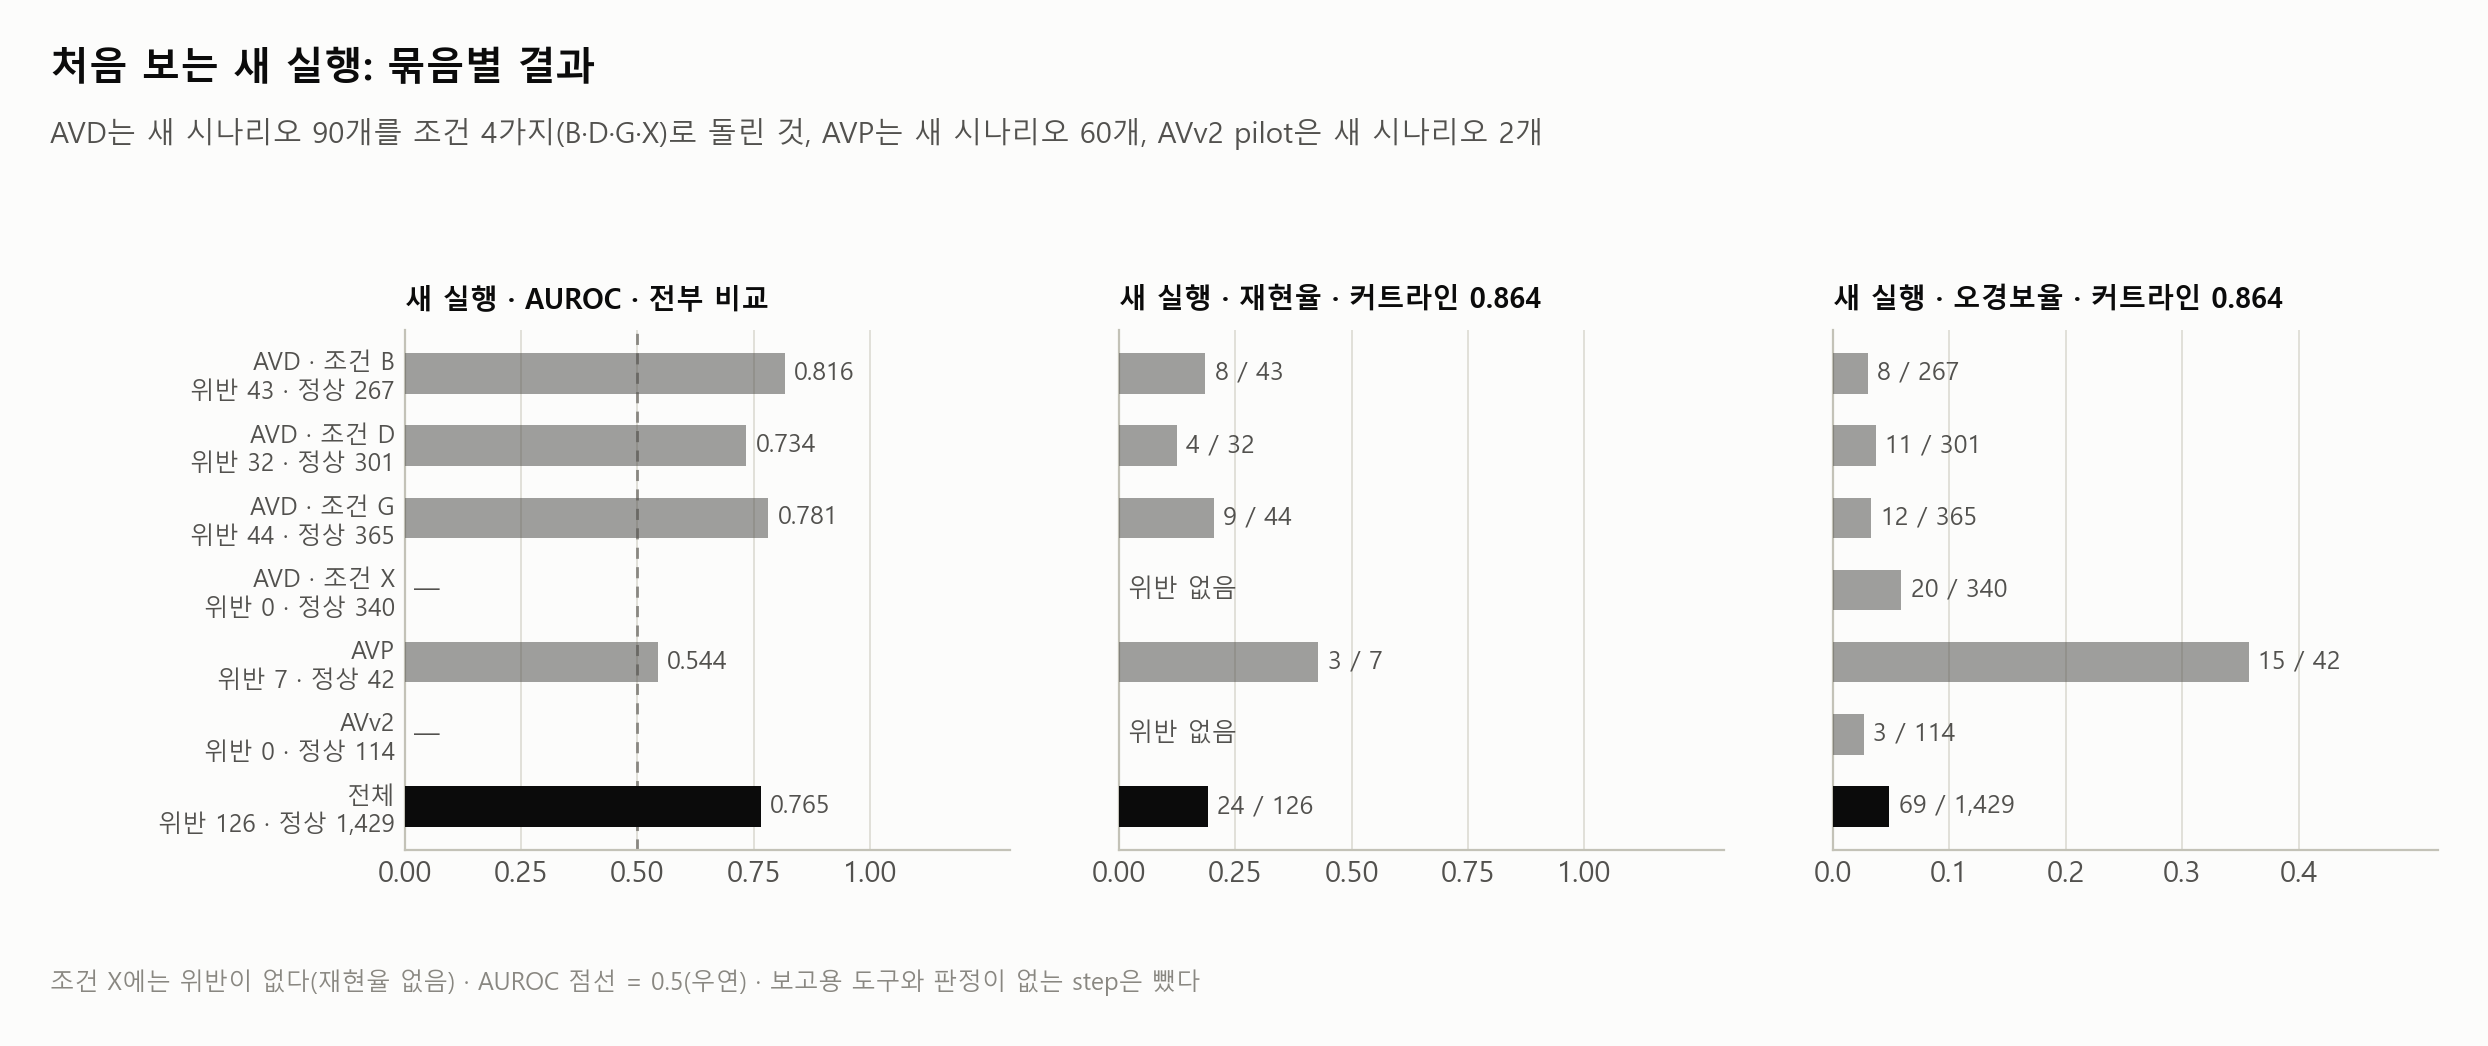 처음 보는 새 실행: 묶음별 결과
AVD는 새 시나리오 90개를 조건 4가지(B·D·G·X)로 돌린 것, AVP는 새 시나리오 60개, AVv2 pilot은 새 시나리오 2개
새 실행 · AUROC · 전부 비교
AVD · 조건 B
위반 43 · 정상 267
0.816
AVD · 조건 D
위반 32 · 정상 301
0.734
AVD · 조건 G
위반 44 · 정상 365
0.781
AVD · 조건 X
위반 0 · 정상 340
—
AVP
위반 7 · 정상 42
0.544
AVv2
위반 0 · 정상 114
—
전체
위반 126 · 정상 1,429
0.765
0.00 0.25 0.50 0.75 1.00
새 실행 · 재현율 · 커트라인 0.864
8 / 43
4 / 32
9 / 44
위반 없음
3 / 7
위반 없음
24 / 126
0.00 0.25 0.50 0.75 1.00
새 실행 · 오경보율 · 커트라인 0.864
8 / 267
11 / 301
12 / 365
20 / 340
15 / 42
3 / 114
69 / 1,429
0.0 0.1 0.2 0.3 0.4
조건 X에는 위반이 없다(재현율 없음) · AUROC 점선 = 0.5(우연) · 보고용 도구와 판정이 없는 step은 뺐다